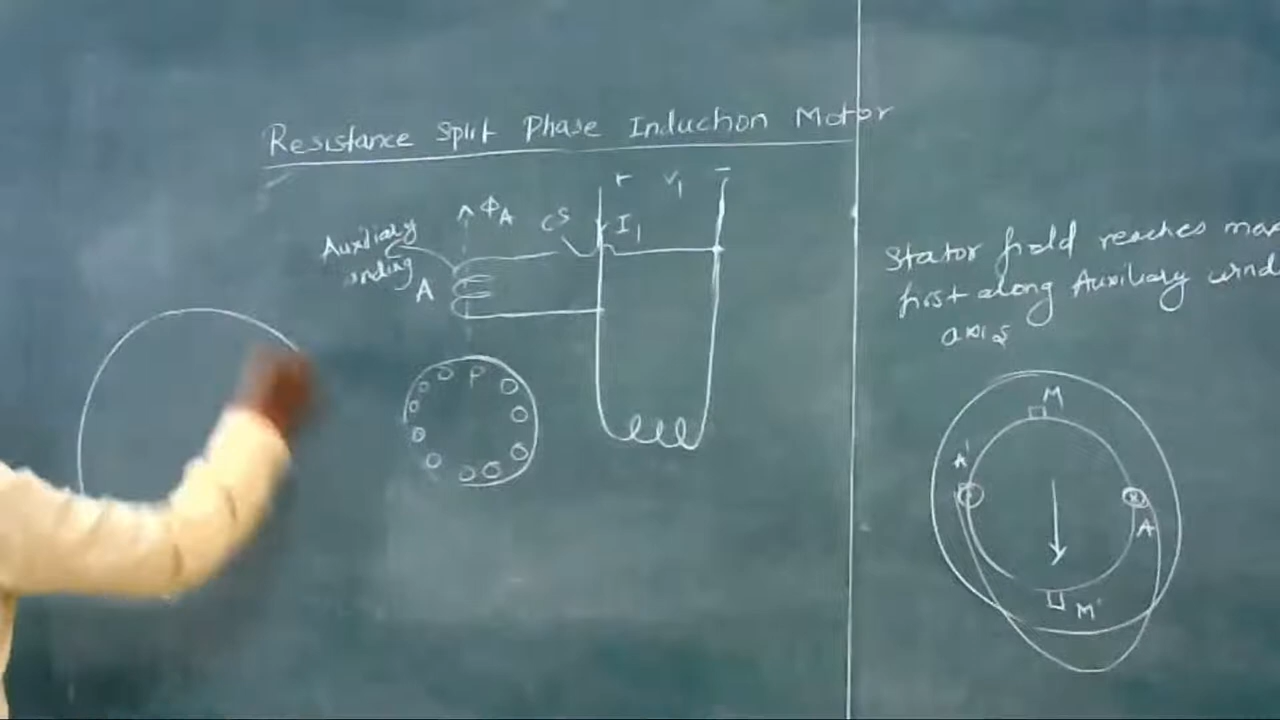 Resistance Split Phase Induction Motor
+ V1 -
ΦA
CS
I1
Auxiliary
inding
A
P
Stator field reaches max
first along Auxiliary wind
axis
M
A'
A
M'